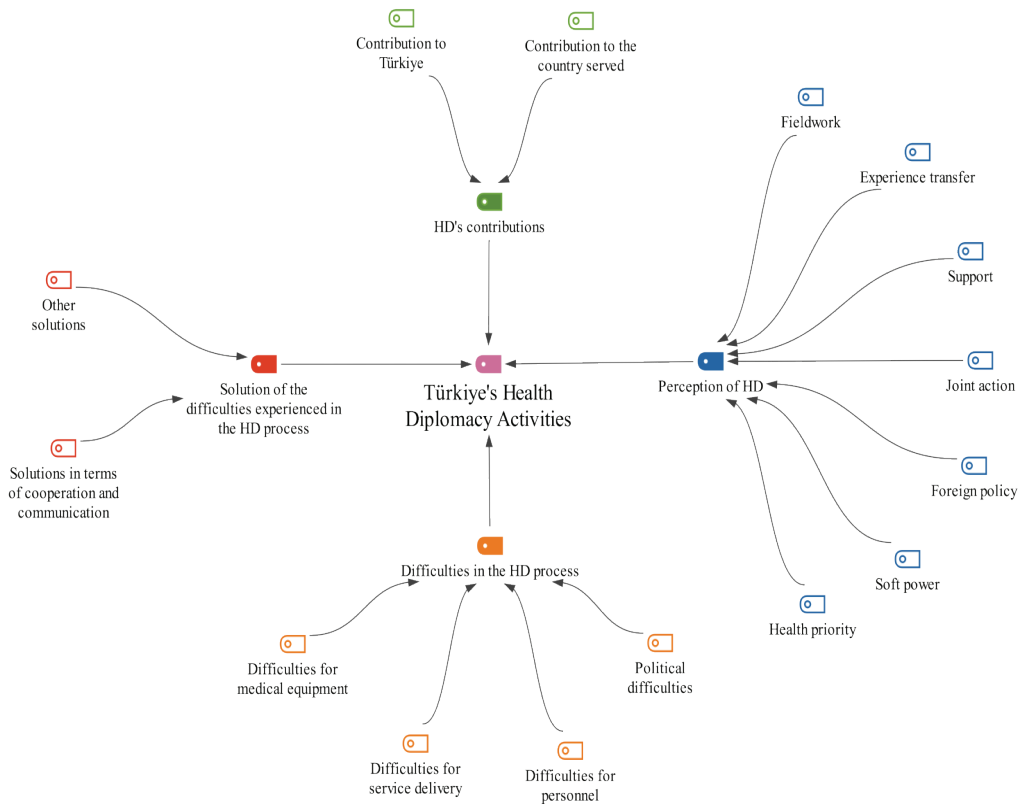 Contribution to
Türkiye
Contribution to the
country served
Fieldwork
Experience transfer
HD's contributions
Support
Other
solutions
Solution of the
difficulties experienced in
the HD process
Türkiye's Health
Diplomacy Activities
Perception of HD
Joint action
Solutions in terms
of cooperation and
communication
Foreign policy
Difficulties in the HD process
Soft power
Health priority
Difficulties for
medical equipment
Political
difficulties
Difficulties for
service delivery
Difficulties for
personnel